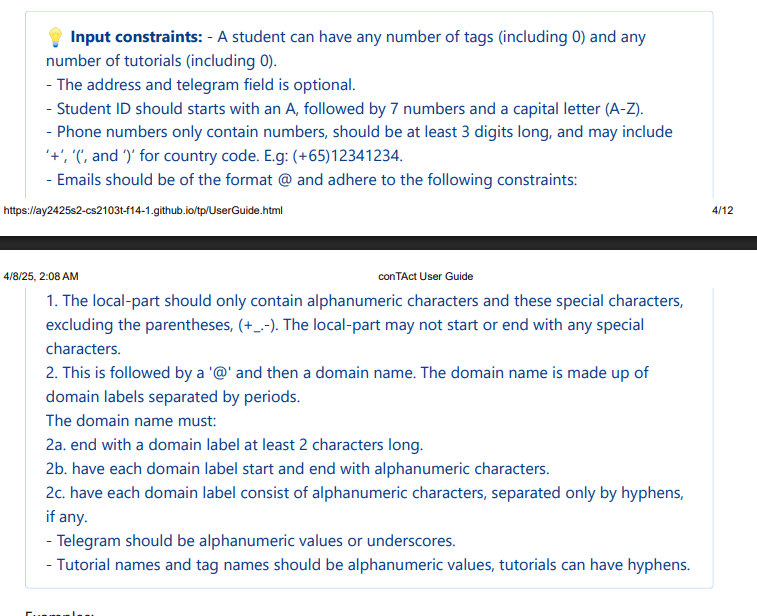 💡 Input constraints: - A student can have any number of tags (including 0) and any
number of tutorials (including 0).
- The address and telegram field is optional.
- Student ID should starts with an A, followed by 7 numbers and a capital letter (A-Z).
- Phone numbers only contain numbers, should be at least 3 digits long, and may include
‘+’, ‘(’, and ‘)’ for country code. E.g: (+65)12341234.
- Emails should be of the format @ and adhere to the following constraints:
https://ay2425s2-cs2103t-f14-1.github.io/tp/UserGuide.html 4/12
4/8/25, 2:08 AM conTAct User Guide
1. The local-part should only contain alphanumeric characters and these special characters,
excluding the parentheses, (+_.-). The local-part may not start or end with any special
characters.
2. This is followed by a '@' and then a domain name. The domain name is made up of
domain labels separated by periods.
The domain name must:
2a. end with a domain label at least 2 characters long.
2b. have each domain label start and end with alphanumeric characters.
2c. have each domain label consist of alphanumeric characters, separated only by hyphens,
if any.
- Telegram should be alphanumeric values or underscores.
- Tutorial names and tag names should be alphanumeric values, tutorials can have hyphens.
Examples: